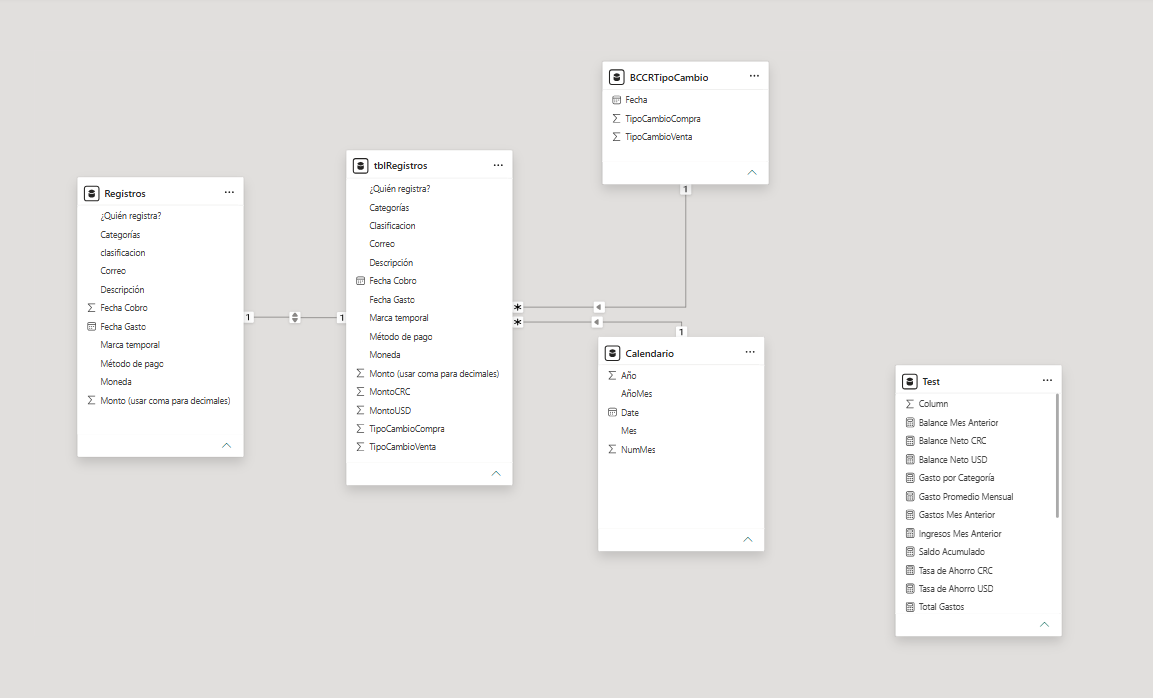 Registros
¿Quién registra?
Categorías
clasificacion
Correo
Descripción
Fecha Cobro
Fecha Gasto
Marca temporal
Método de pago
Moneda
Monto (usar coma para decimales)
1
1
tblRegistros
¿Quién registra?
Categorías
Clasificacion
Correo
Descripción
Fecha Cobro
Fecha Gasto
Marca temporal
Método de pago
Moneda
Monto (usar coma para decimales)
MontoCRC
MontoUSD
TipoCambioCompra
TipoCambioVenta
BCCRTipoCambio
Fecha
TipoCambioCompra
TipoCambioVenta
1
*
*
1
Calendario
Año
AñoMes
Date
Mes
NumMes
Test
Column
Balance Mes Anterior
Balance Neto CRC
Balance Neto USD
Gasto por Categoría
Gasto Promedio Mensual
Gastos Mes Anterior
Ingresos Mes Anterior
Saldo Acumulado
Tasa de Ahorro CRC
Tasa de Ahorro USD
Total Gastos